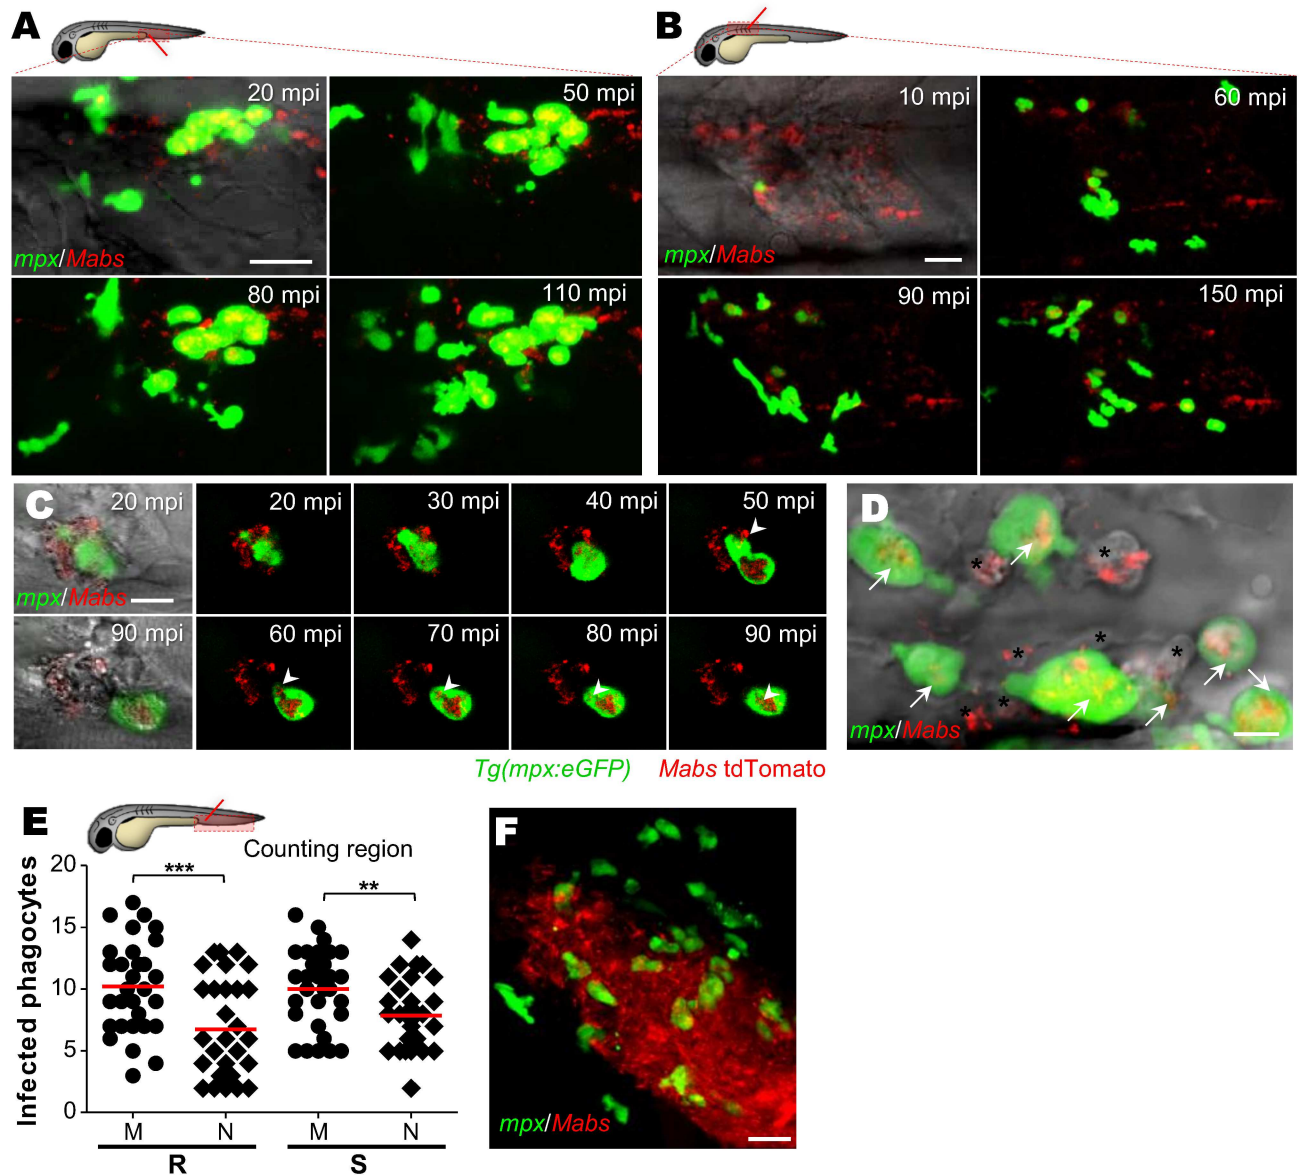 A
20 mpi
50 mpi
mpx/Mabs
80 mpi
110 mpi
B
10 mpi
60 mpi
mpx/Mabs
90 mpi
150 mpi
C
20 mpi
20 mpi
30 mpi
40 mpi
50 mpi
mpx/Mabs
90 mpi
60 mpi
70 mpi
80 mpi
90 mpi
D
* *
* * *
* *
mpx/Mabs
Tg(mpx:eGFP) Mabs tdTomato
E
Counting region
Infected phagocytes
20
15
10
5
0
***
**
M N M N
R S
F
mpx/Mabs